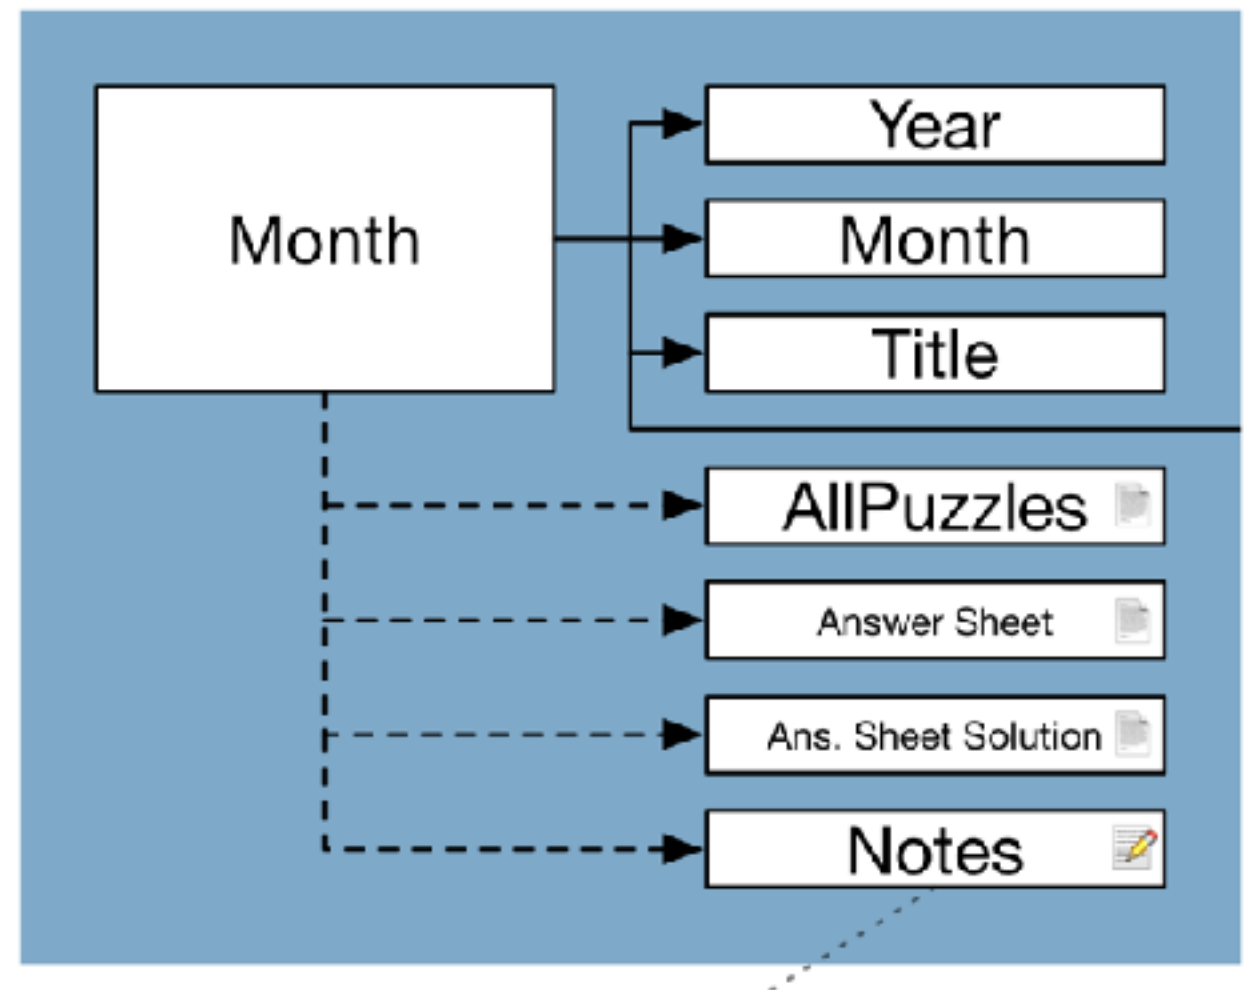 Month
Year
Month
Title
AllPuzzles
Answer Sheet
Ans. Sheet Solution
Notes